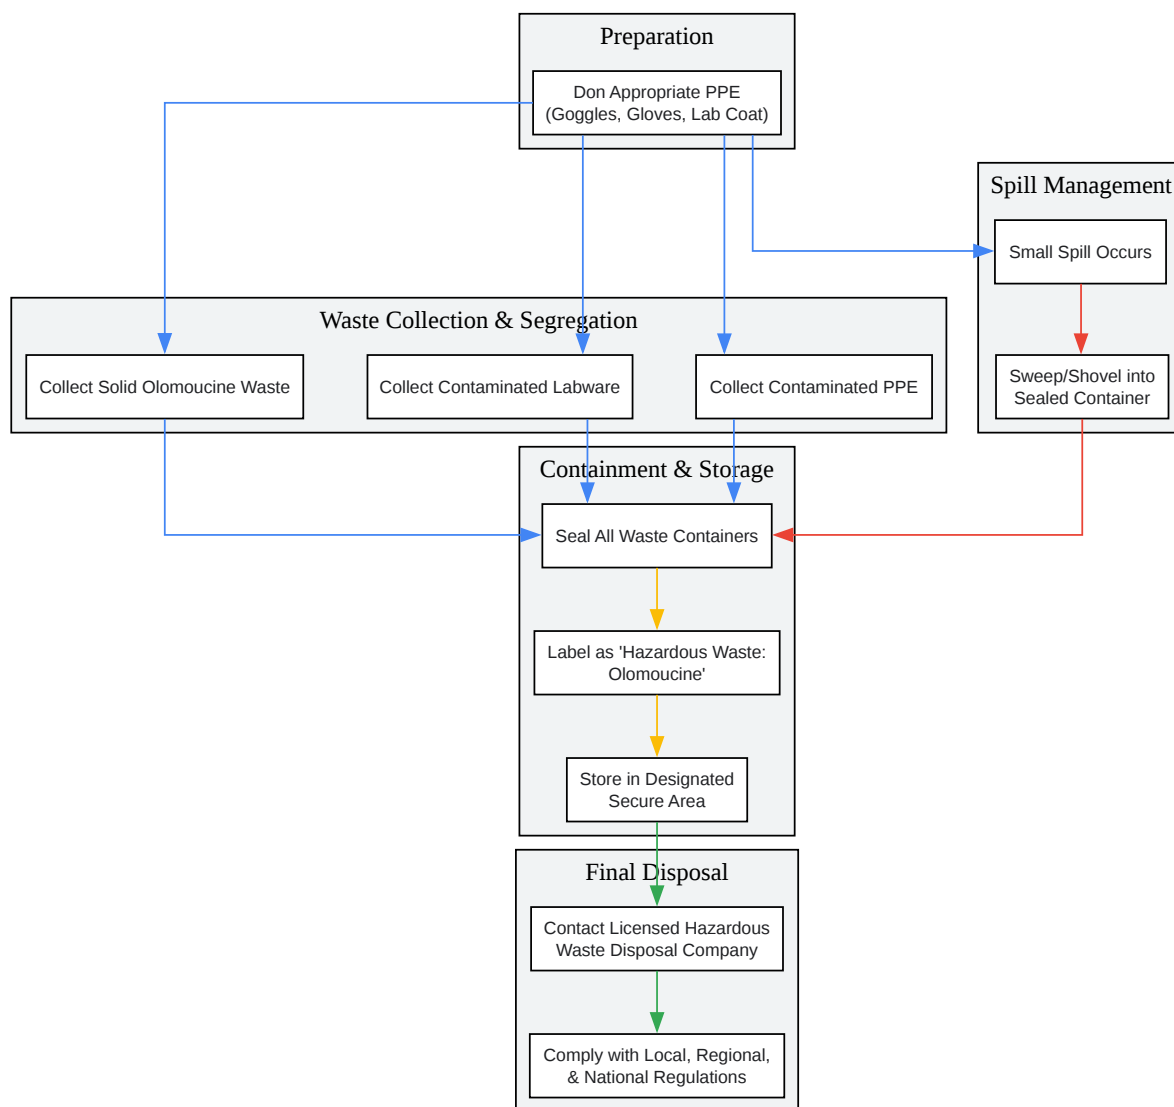 Preparation
Don Appropriate PPE
(Goggles, Gloves, Lab Coat)
Spill Management
Small Spill Occurs
Waste Collection & Segregation
Collect Solid Olomoucine Waste
Collect Contaminated Labware
Collect Contaminated PPE
Sweep/Shovel into
Sealed Container
Containment & Storage
Seal All Waste Containers
Label as 'Hazardous Waste:
Olomoucine'
Store in Designated
Secure Area
Final Disposal
Contact Licensed Hazardous
Waste Disposal Company
Comply with Local, Regional,
& National Regulations